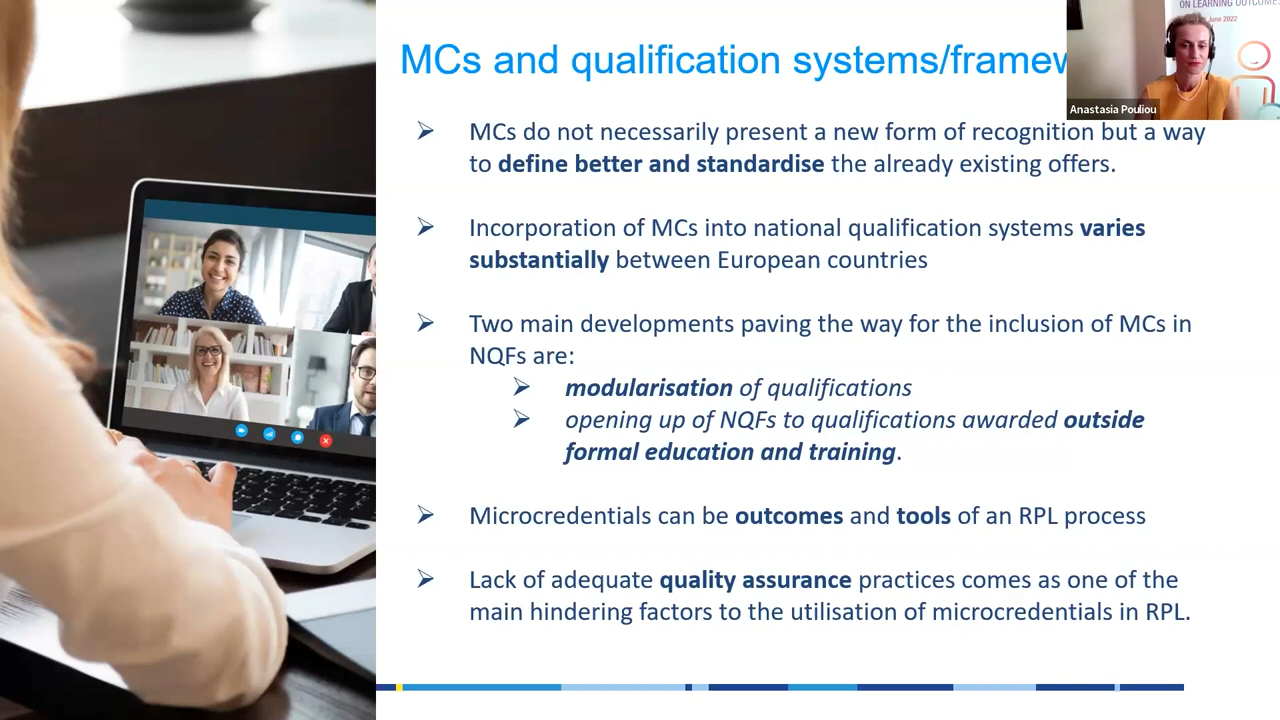 MCs and qualification systems/framew
ON LEARNING OUTCOMES
June 2022
Anastasia Pouliou
➢ MCs do not necessarily present a new form of recognition but a way
to define better and standardise the already existing offers.
➢ Incorporation of MCs into national qualification systems varies
substantially between European countries
➢ Two main developments paving the way for the inclusion of MCs in
NQFs are:
➢ modularisation of qualifications
➢ opening up of NQFs to qualifications awarded outside
formal education and training.
➢ Microcredentials can be outcomes and tools of an RPL process
➢ Lack of adequate quality assurance practices comes as one of the
main hindering factors to the utilisation of microcredentials in RPL.